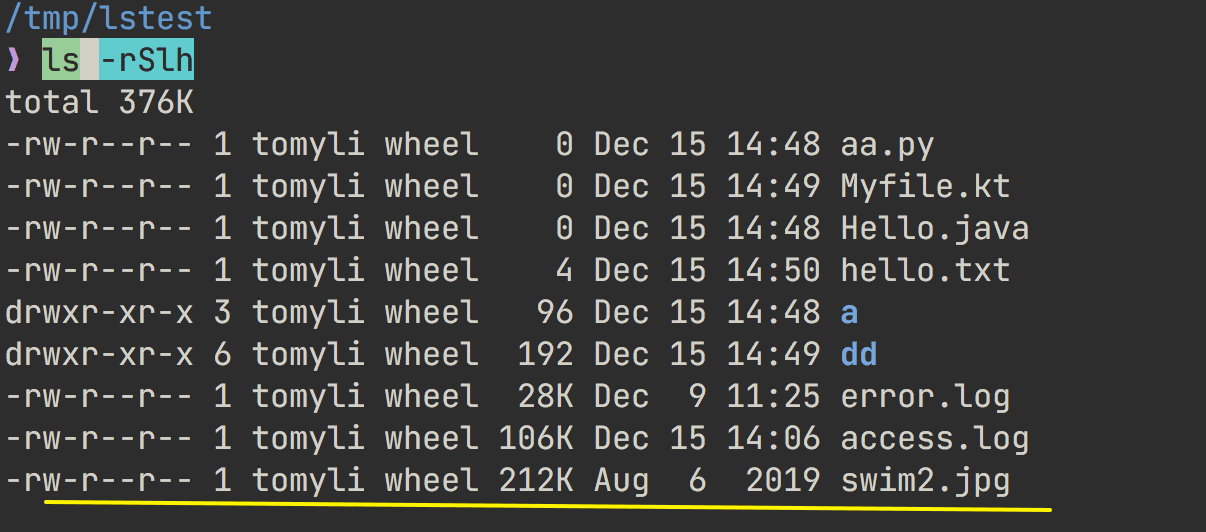 /tmp/lstest
❯ ls -rSlh
total 376K
-rw-r--r-- 1 tomyli wheel    0 Dec 15 14:48 aa.py
-rw-r--r-- 1 tomyli wheel    0 Dec 15 14:49 Myfile.kt
-rw-r--r-- 1 tomyli wheel    0 Dec 15 14:48 Hello.java
-rw-r--r-- 1 tomyli wheel    4 Dec 15 14:50 hello.txt
drwxr-xr-x 3 tomyli wheel   96 Dec 15 14:48 a
drwxr-xr-x 6 tomyli wheel  192 Dec 15 14:49 dd
-rw-r--r-- 1 tomyli wheel  28K Dec  9 11:25 error.log
-rw-r--r-- 1 tomyli wheel 106K Dec 15 14:06 access.log
-rw-r--r-- 1 tomyli wheel 212K Aug  6  2019 swim2.jpg